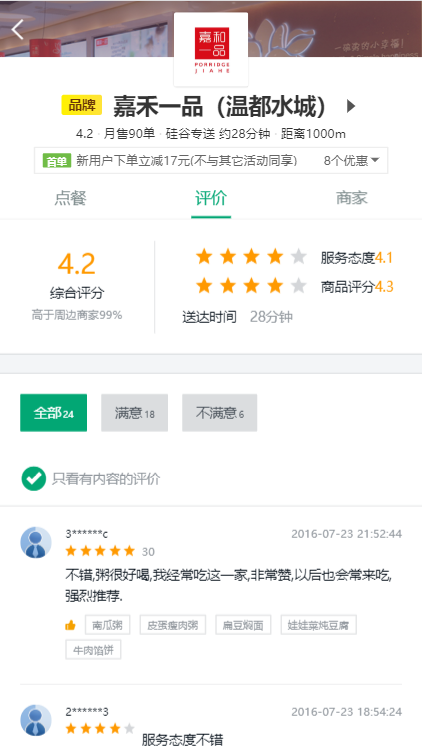 一碗粥的小幸福!
嘉和
一品
PORRIDGE
JIAHE
品牌 嘉禾一品（温都水城）
4.2 · 月售90单 · 硅谷专送 约28分钟 · 距离1000m
首单 新用户下单立减17元(不与其它活动同享) 8个优惠
点餐 评价 商家
4.2
综合评分
高于周边商家99%
服务态度4.1
商品评分4.3
送达时间 28分钟
全部24 满意18 不满意6
只看有内容的评价
3******c 2016-07-23 21:52:44
30
不错,粥很好喝,我经常吃这一家,非常赞,以后也会常来吃,
强烈推荐.
南瓜粥 皮蛋瘦肉粥 扁豆焖面 娃娃菜炖豆腐
牛肉馅饼
2******3 2016-07-23 18:54:24
服务态度不错